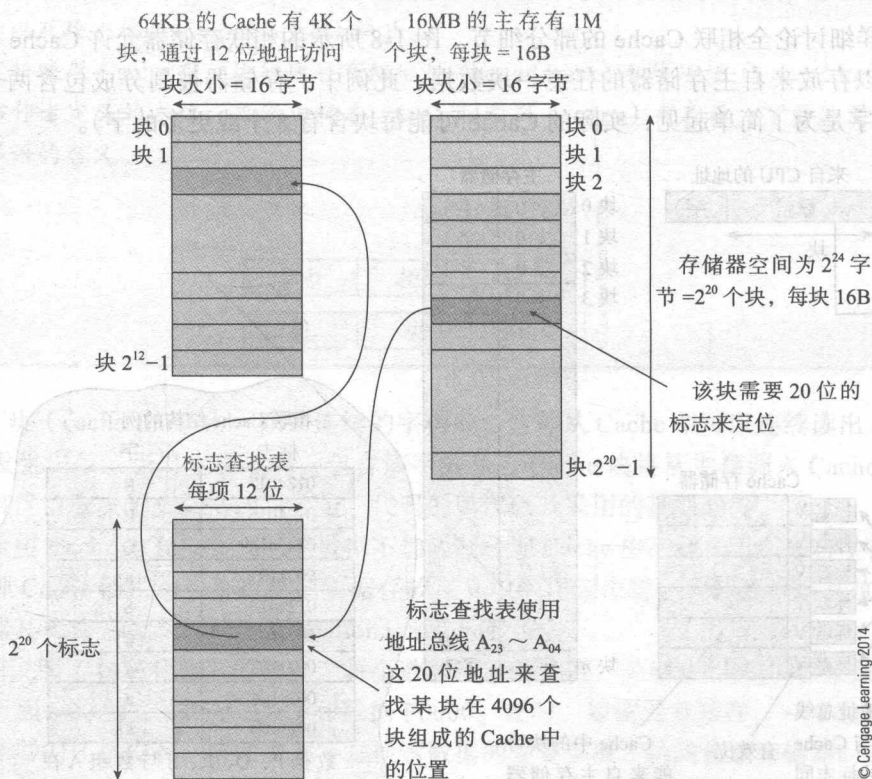 64KB 的 Cache 有 4K 个
块，通过 12 位地址访问
块大小 = 16 字节
块 0
块 1
块 2¹²−1
16MB 的主存有 1M
个块，每块 = 16B
块大小 = 16 字节
块 0
块 1
块 2
块 2²⁰−1
存储器空间为 2²⁴ 字
节 =2²⁰ 个块，每块 16B
该块需要 20 位的
标志来定位
标志查找表
每项 12 位
2²⁰ 个标志
标志查找表使用
地址总线 A₂₃ ～ A₀₄
这 20 位地址来查
找某块在 4096 个
块组成的 Cache 中
的位置
© Cengage Learning 2014